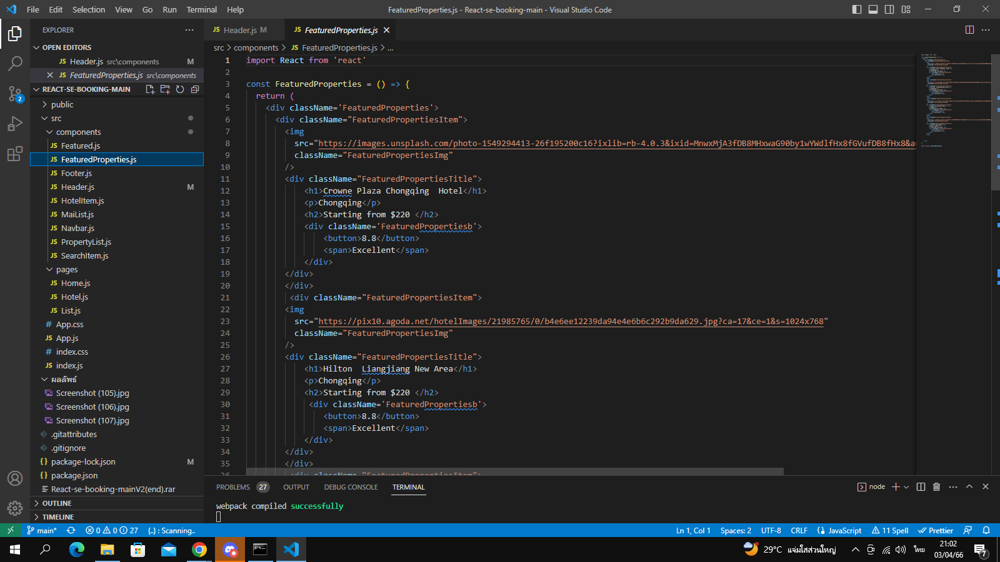 File Edit Selection View Go Run Terminal Help
FeaturedProperties.js - React-se-booking-main - Visual Studio Code
EXPLORER
OPEN EDITORS
JS Header.js src\components M
JS FeaturedProperties.js src\components
REACT-SE-BOOKING-MAIN
public
src
components
JS Featured.js
JS FeaturedProperties.js
JS Footer.js
JS Header.js M
JS HotelItem.js
JS MaiList.js
JS Navbar.js
JS PropertyList.js
JS SearchItem.js
pages
JS Home.js
JS Hotel.js
JS List.js
# App.css
JS App.js
# index.css
JS index.js
ผลลัพธ์
Screenshot (105).jpg
Screenshot (106).jpg
Screenshot (107).jpg
.gitattributes
.gitignore
{} package-lock.json M
{} package.json
React-se-booking-mainV2(end).rar
OUTLINE
TIMELINE
2
JS Header.js M
JS FeaturedProperties.js
src > components > JS FeaturedProperties.js > ...
1 import React from 'react'
2
3 const FeaturedProperties = () => {
4 return (
5 <div className='FeaturedProperties'>
6 <div className="FeaturedPropertiesItem">
7 <img
8 src="https://images.unsplash.com/photo-1549294413-26f195200c16?ixlib=rb-4.0.3&ixid=MnwxMjA3fDB8MHxwaG90by1wYWdlfHx8fGVufDB8fHx8&au
9 className="FeaturedPropertiesImg"
10 />
11 <div className="FeaturedPropertiesTitle">
12 <h1>Crowne Plaza Chongqing  Hotel</h1>
13 <p>Chongqing</p>
14 <h2>Starting from $220 </h2>
15 <div className='FeaturedPropertiesb'>
16 <button>8.8</button>
17 <span>Excellent</span>
18 </div>
19 </div>
20 </div>
21 <div className="FeaturedPropertiesItem">
22 <img
23 src="https://pix10.agoda.net/hotelImages/21985765/0/b4e6ee12239da94e4e6b6c292b9da629.jpg?ca=17&ce=1&s=1024x768"
24 className="FeaturedPropertiesImg"
25 />
26 <div className="FeaturedPropertiesTitle">
27 <h1>Hilton  Liangjiang New Area</h1>
28 <p>Chongqing</p>
29 <h2>Starting from $220 </h2>
30 <div className='FeaturedPropertiesb'>
31 <button>8.8</button>
32 <span>Excellent</span>
33 </div>
34 </div>
35 </div>
36 <div className="FeaturedPropertiesItem">
PROBLEMS 27 OUTPUT DEBUG CONSOLE TERMINAL
node
webpack compiled successfully
main* 0 0 27 {..} : Scanning..
Ln 1, Col 1 Spaces: 2 UTF-8 CRLF {} JavaScript 11 Spell Prettier
29°C แจ่มใสส่วนใหญ่
ไทย
21:02
03/04/66
7